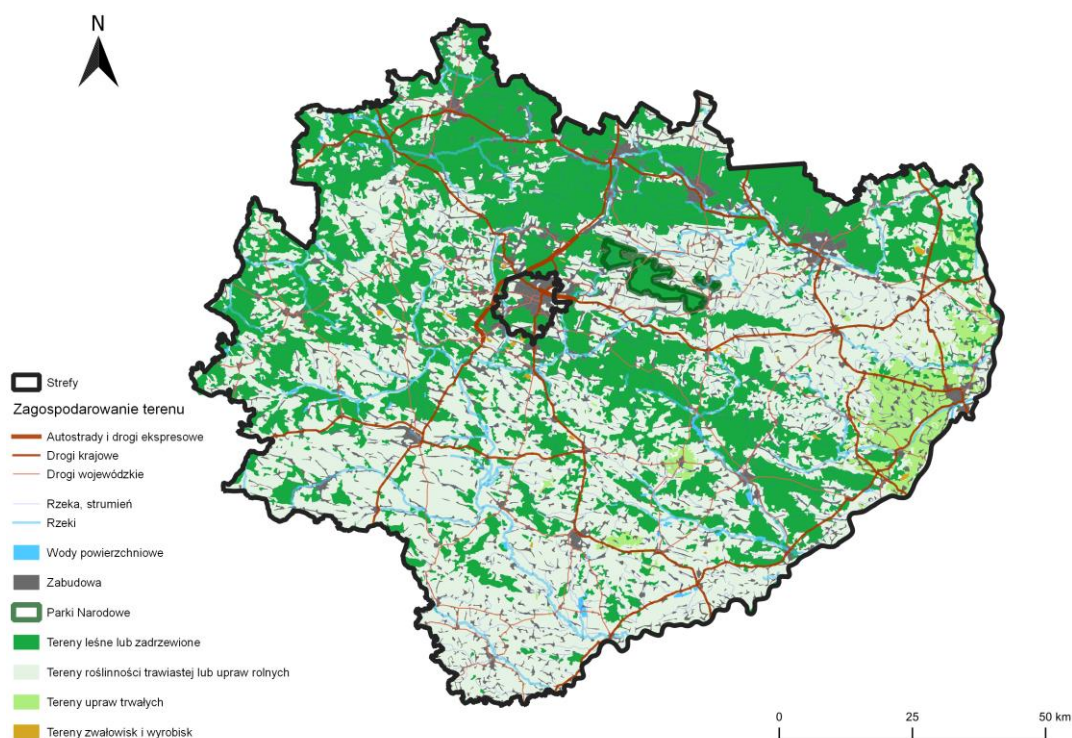 N
Strefy
Zagospodarowanie terenu
Autostrady i drogi ekspresowe
Drogi krajowe
Drogi wojewódzkie
Rzeka, strumień
Rzeki
Wody powierzchniowe
Zabudowa
Parki Narodowe
Tereny leśne lub zadrzewione
Tereny roślinności trawiastej lub upraw rolnych
Tereny upraw trwałych
Tereny zwałowisk i wyrobisk
0 25 50 km